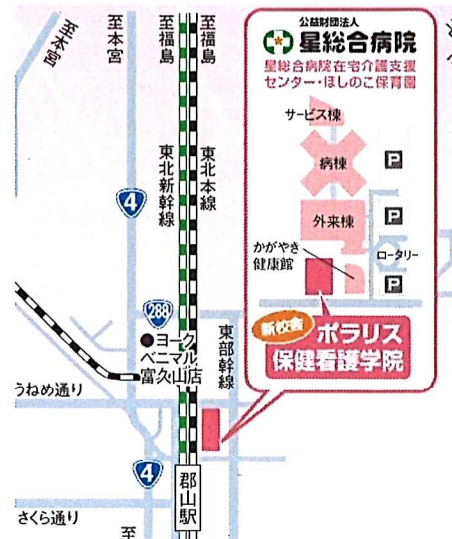 至本宮
至本宮
至福島
至福島
東北新幹線
東北本線
4
288
ヨーク
ベニマル
富久山店
東部幹線
うねめ通り
4
郡山駅
さくら通り
至
公益財団法人
星総合病院
星総合病院在宅介護支援
センター・ほしのこ保育園
サービス棟
病棟
P
外来棟
P
かがやき
健康館
ロータリー
P
新校舎
ポラリス
保健看護学院